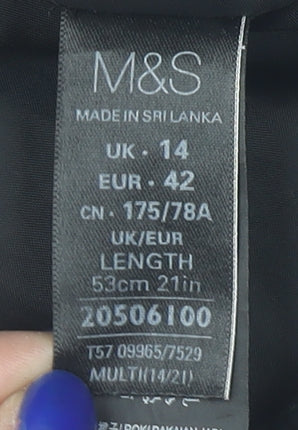 M&S
MADE IN SRI LANKA
UK · 14
EUR · 42
CN · 175/78A
UK/EUR
LENGTH
53cm 21in
20506100
T57 09965/7529
MULTI(14/21)